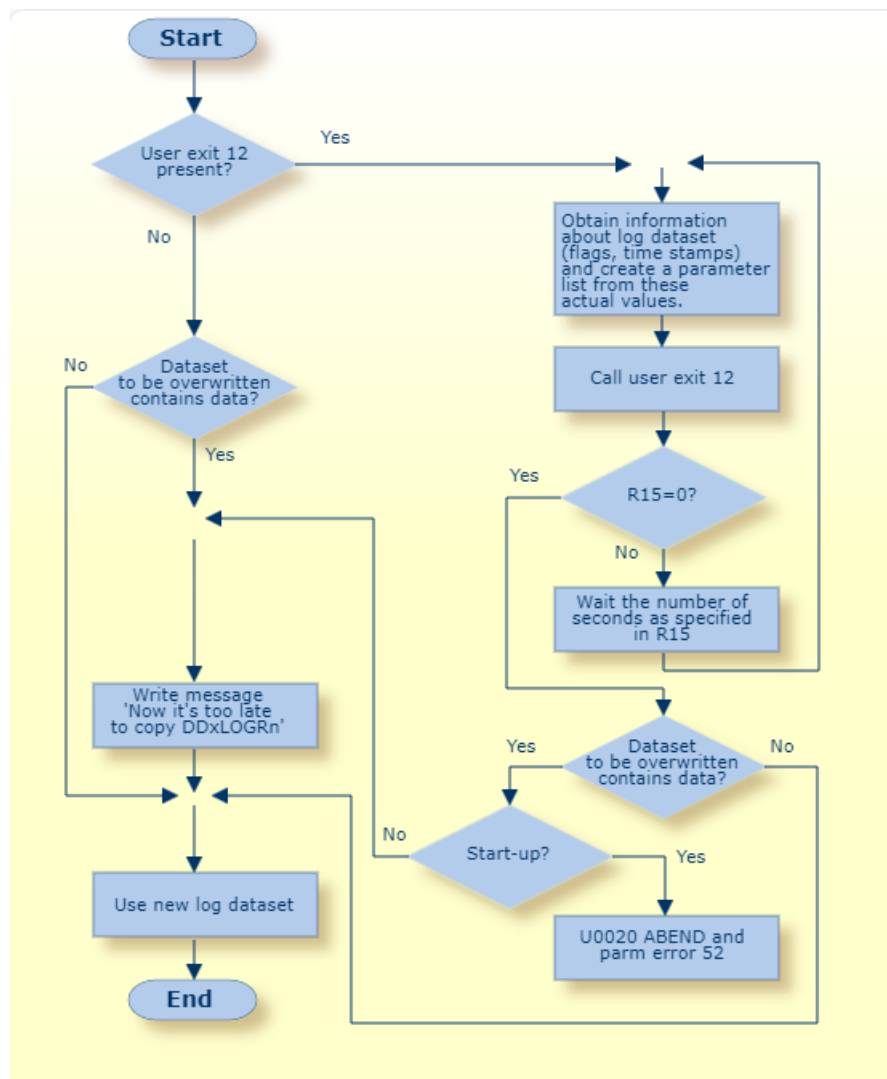 Start
User exit 12
present?
Yes
No
Obtain information
about log dataset
(flags, time stamps)
and create a parameter
list from these
actual values.
Call user exit 12
No
Dataset
to be overwritten
contains data?
Yes
Yes
R15=0?
No
Wait the number of
seconds as specified
in R15
Write message
'Now it's too late
to copy DDxLOGRn'
Yes
Dataset
to be overwritten
contains data?
No
No
Start-up?
Yes
Use new log dataset
U0020 ABEND and
parm error 52
End